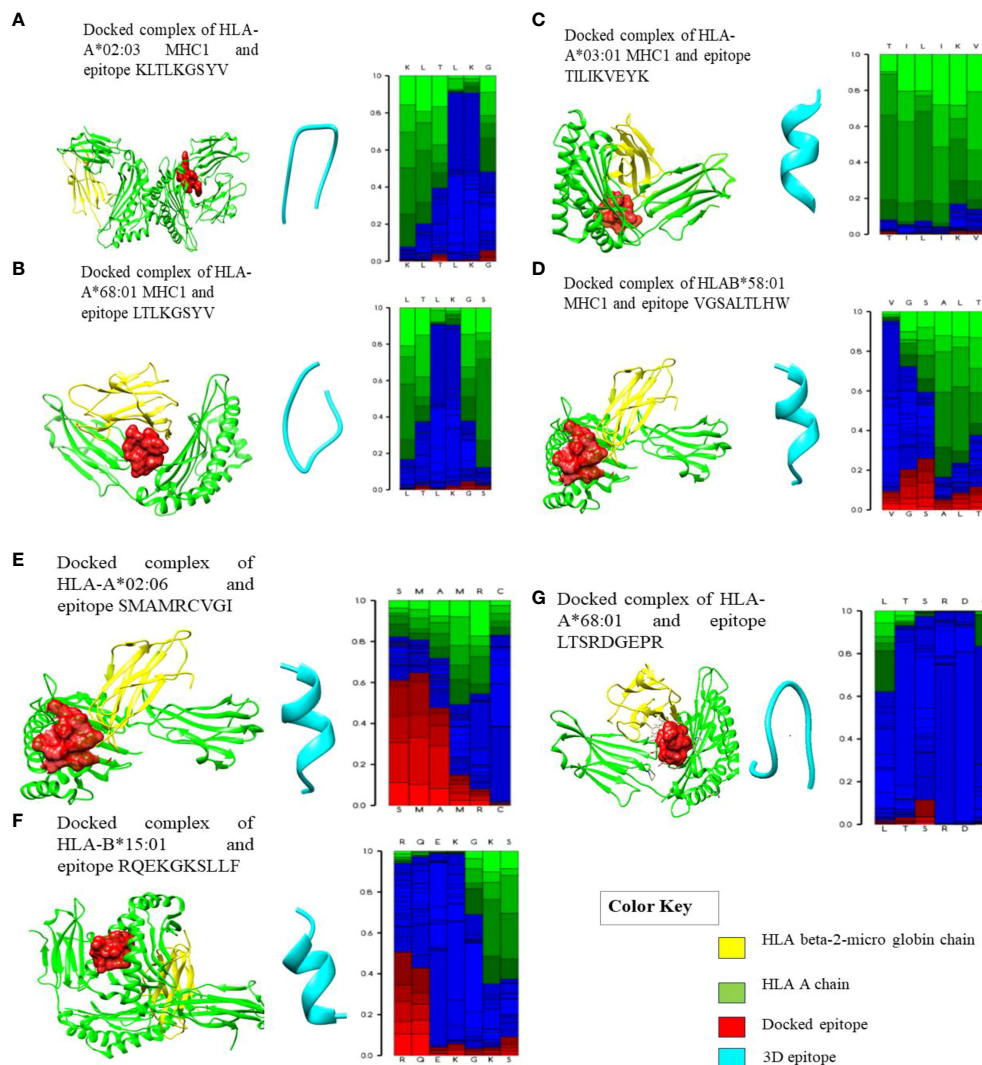 A
Docked complex of HLA-
A*02:03 MHC1 and
epitope KLTLKGSYV
K L T L K G
1.0
0.8
0.6
0.4
0.2
0.0
K L T L K G
B
Docked complex of HLA-
A*68:01 MHC1 and
epitope LTLKGSYV
L T L K G S
1.0
0.8
0.6
0.4
0.2
0.0
L T L K G S
C
Docked complex of HLA-
A*03:01 MHC1 and epitope
TILIKVEYK
T I L I K V
1.0
0.8
0.6
0.4
0.2
0.0
T I L I K V
D
Docked complex of HLAB*58:01
MHC1 and epitope VGSALTLHW
V G S A L T
1.0
0.8
0.6
0.4
0.2
0.0
V G S A L T
E
Docked complex of
HLA-A*02:06 and
epitope SMAMRCVGI
S M A M R C
1.0
0.8
0.6
0.4
0.2
0.0
S M A M R C
F
Docked complex of
HLA-B*15:01 and
epitope RQEKGKSLLF
R Q E K G K S
1.0
0.8
0.6
0.4
0.2
0.0
R Q E K G K S
G
Docked complex of HLA-
A*68:01 and epitope
LTSRDGEPR
L T S R D
1.0
0.8
0.6
0.4
0.2
0.0
L T S R D
Color Key
HLA beta-2-micro globin chain
HLA A chain
Docked epitope
3D epitope